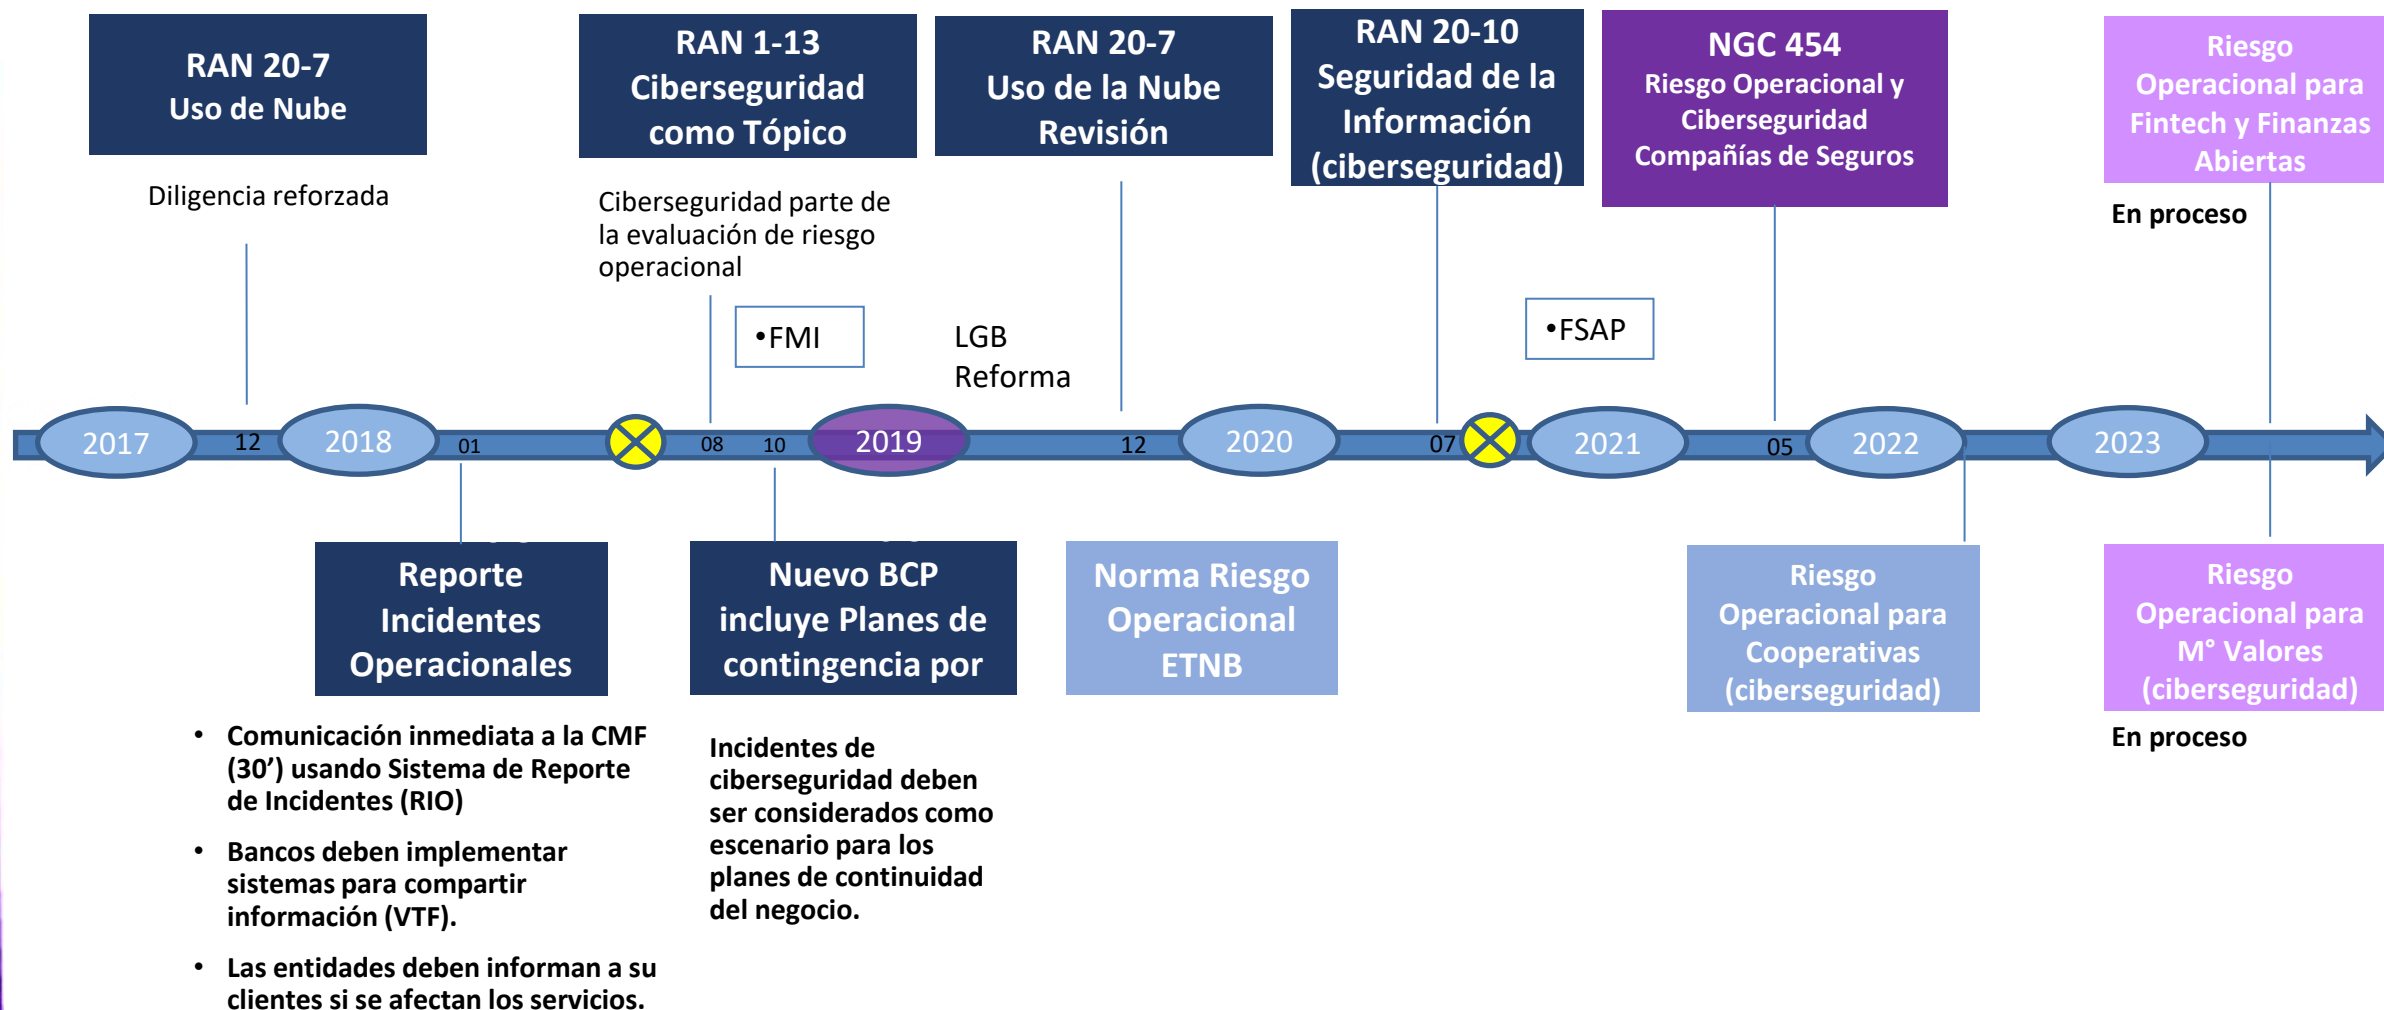 RAN 20-7
Uso de Nube
Diligencia reforzada
RAN 1-13
Ciberseguridad
como Tópico
Ciberseguridad parte de
la evaluación de riesgo
operacional
RAN 20-7
Uso de la Nube
Revisión
RAN 20-10
Seguridad de la
Información
(ciberseguridad)
NGC 454
Riesgo Operacional y
Ciberseguridad
Compañías de Seguros
Riesgo
Operacional para
Fintech y Finanzas
Abiertas
En proceso
•FMI
LGB
Reforma
•FSAP
2017
12
2018
01
08
10
2019
12
2020
07
2021
05
2022
2023
Reporte
Incidentes
Operacionales
• Comunicación inmediata a la CMF
(30’) usando Sistema de Reporte
de Incidentes (RIO)
• Bancos deben implementar
sistemas para compartir
información (VTF).
• Las entidades deben informan a su
clientes si se afectan los servicios.
Nuevo BCP
incluye Planes de
contingencia por
Incidentes de
ciberseguridad deben
ser considerados como
escenario para los
planes de continuidad
del negocio.
Norma Riesgo
Operacional
ETNB
Riesgo
Operacional para
Cooperativas
(ciberseguridad)
Riesgo
Operacional para
M° Valores
(ciberseguridad)
En proceso